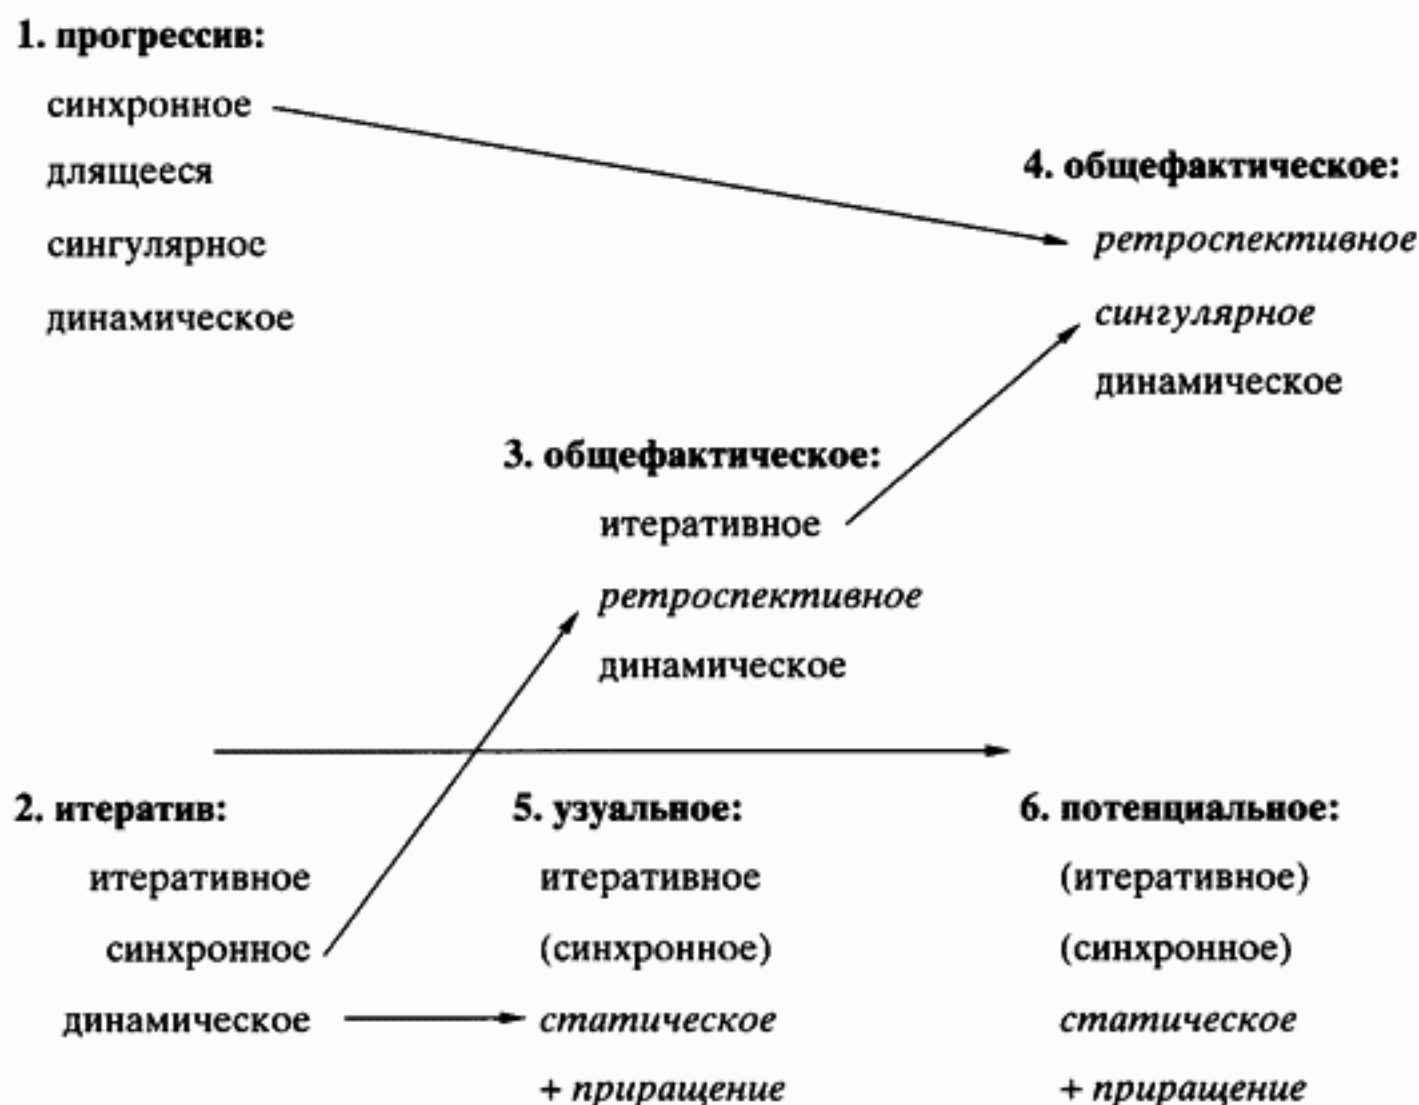 1. прогрессив:
синхронное
длящееся
сингулярное
динамическое
4. общефактическое:
ретроспективное
сингулярное
динамическое
3. общефактическое:
итеративное
ретроспективное
динамическое
2. итератив:
итеративное
синхронное
динамическое
5. узуальное:
итеративное
(синхронное)
статическое
+ приращение
6. потенциальное:
(итеративное)
(синхронное)
статическое
+ приращение